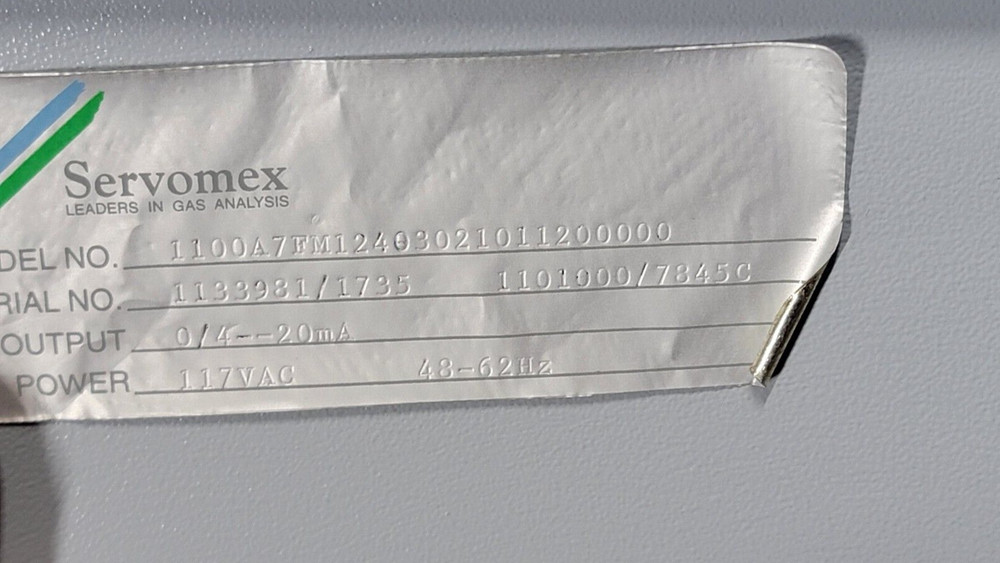 Servomex
LEADERS IN GAS ANALYSIS
DEL NO. 1100A7FM12403021011200000
RIAL NO. 1133981/1735 1101000/7845C
OUTPUT 0/4--20mA
POWER 117VAC 48-62Hz